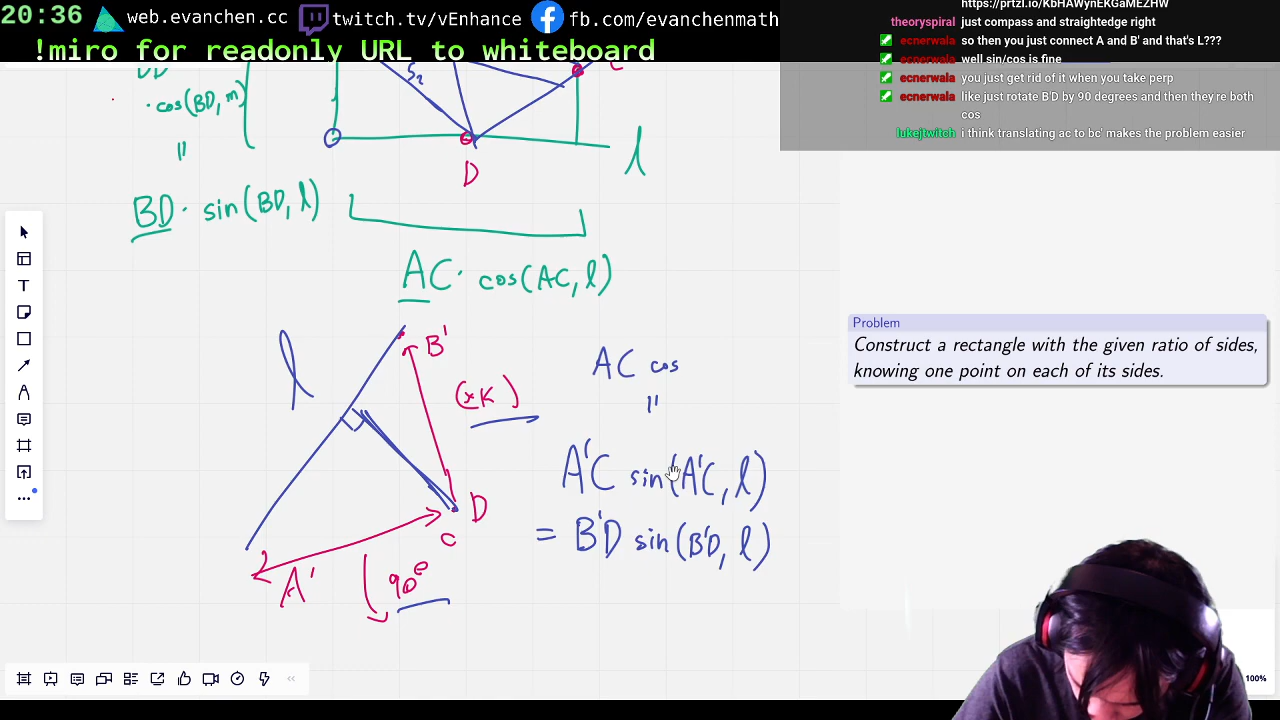 20:36
web.evanchen.cc
twitch.tv/vEnhance
fb.com/evanchenmath
!miro for readonly URL to whiteboard
https://prtzl.io/KbHAWynEKGaMEZHW
theoryspiral just compass and straightedge right
ecnerwala so then you just connect A and B' and that's L???
ecnerwala well sin/cos is fine
ecnerwala you just get rid of it when you take perp
ecnerwala like just rotate B'D by 90 degrees and then they're both
cos
lukejtwitch i think translating ac to bc' makes the problem easier
· cos(BD, m)
"
BD · sin(BD, l)
S2
D
l
AC · cos(AC, l)
l
B'
(×K)
D
C
A'
90°
AC cos
"
A'C sin(A'C, l)
= B'D sin(B'D, l)
Problem
Construct a rectangle with the given ratio of sides,
knowing one point on each of its sides.
T
100%